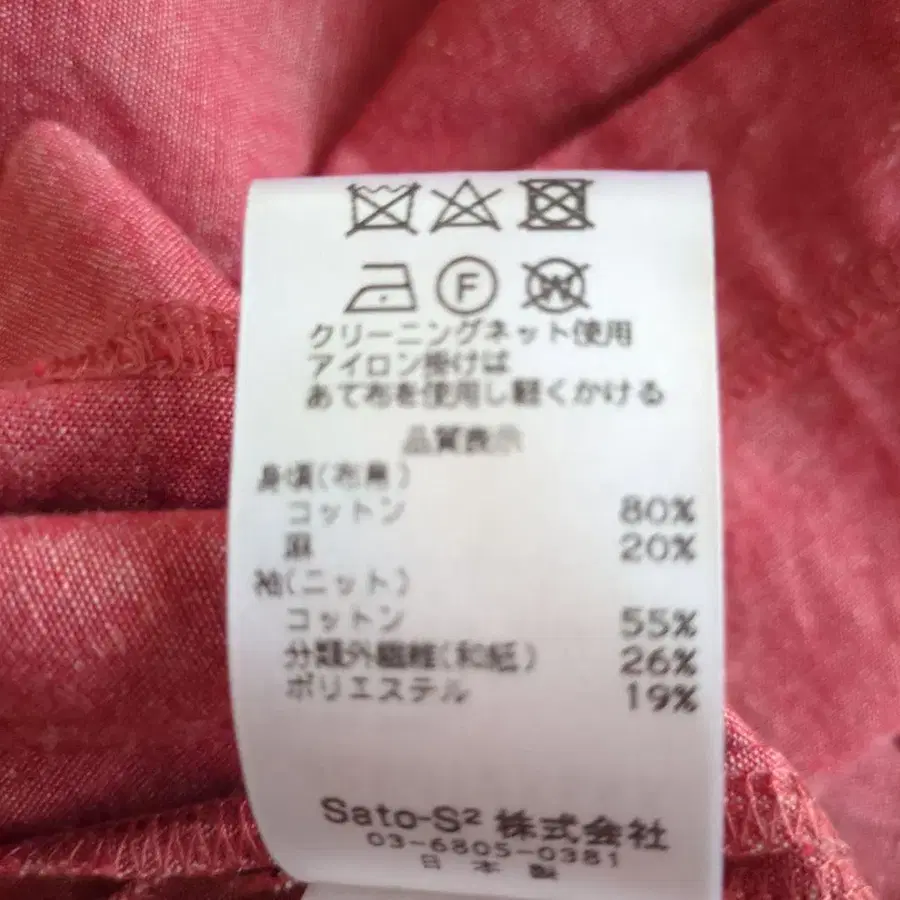 F W
クリーニングネット使用
アイロン掛けは
あて布を使用し軽くかける
品質表示
身頃(布帛)
コットン 80%
麻 20%
袖(ニット)
コットン 55%
分類外繊維(和紙) 26%
ポリエステル 19%
Sato-S² 株式会社
03-6805-0381
日本製